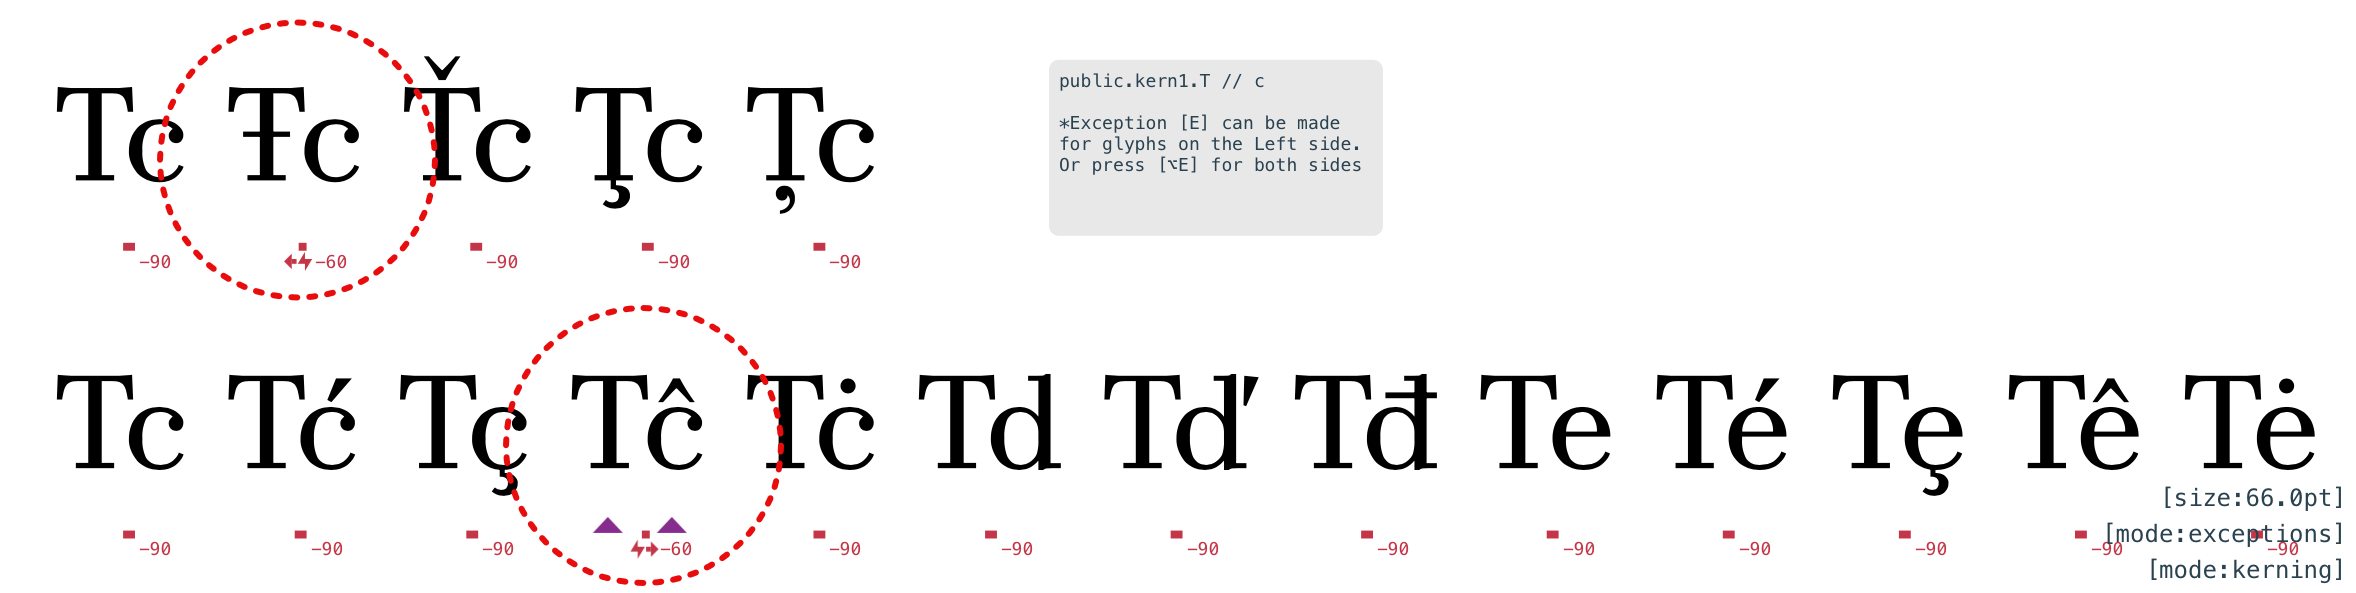 Tc Ŧc Ťc Ţc Țc
−90 −60 −90 −90 −90
public.kern1.T // c
*Exception [E] can be made
for glyphs on the Left side.
Or press [⌥E] for both sides
Tc Tć Tç Tĉ Tċ Td Tď Tđ Te Té Tȩ Tê Tė
−90 −90 −90 −60 −90 −90 −90 −90 −90 −90 −90 −90 −90
[size:66.0pt]
[mode:exceptions]
[mode:kerning]